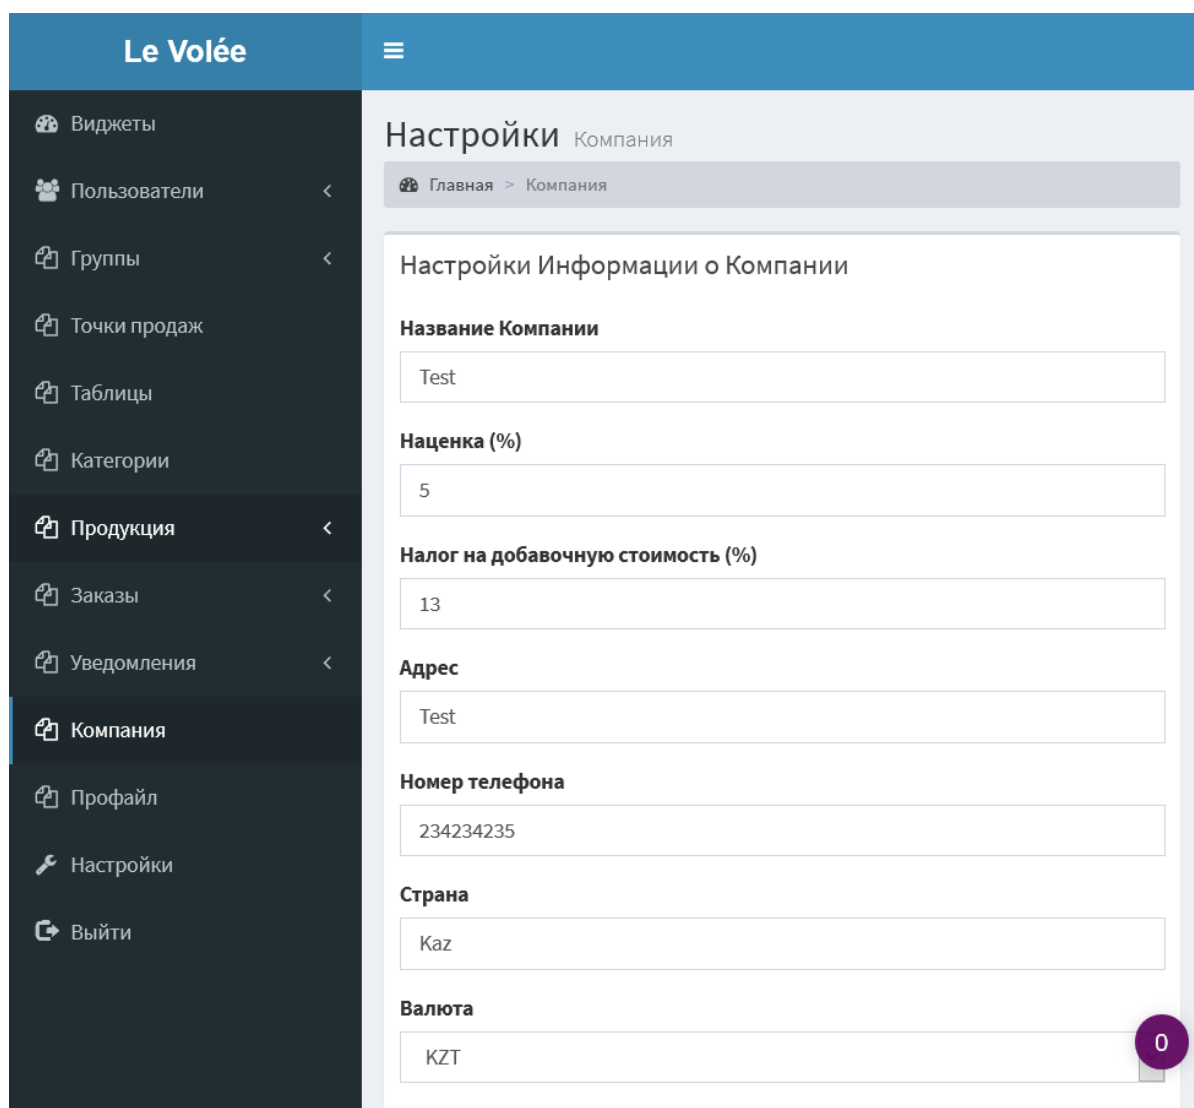 Le Volée
Виджеты
Пользователи
Группы
Точки продаж
Таблицы
Категории
Продукция
Заказы
Уведомления
Компания
Профайл
Настройки
Выйти
Настройки Компания
Главная > Компания
Настройки Информации о Компании
Название Компании
Test
Наценка (%)
5
Налог на добавочную стоимость (%)
13
Адрес
Test
Номер телефона
234234235
Страна
Kaz
Валюта
KZT
0